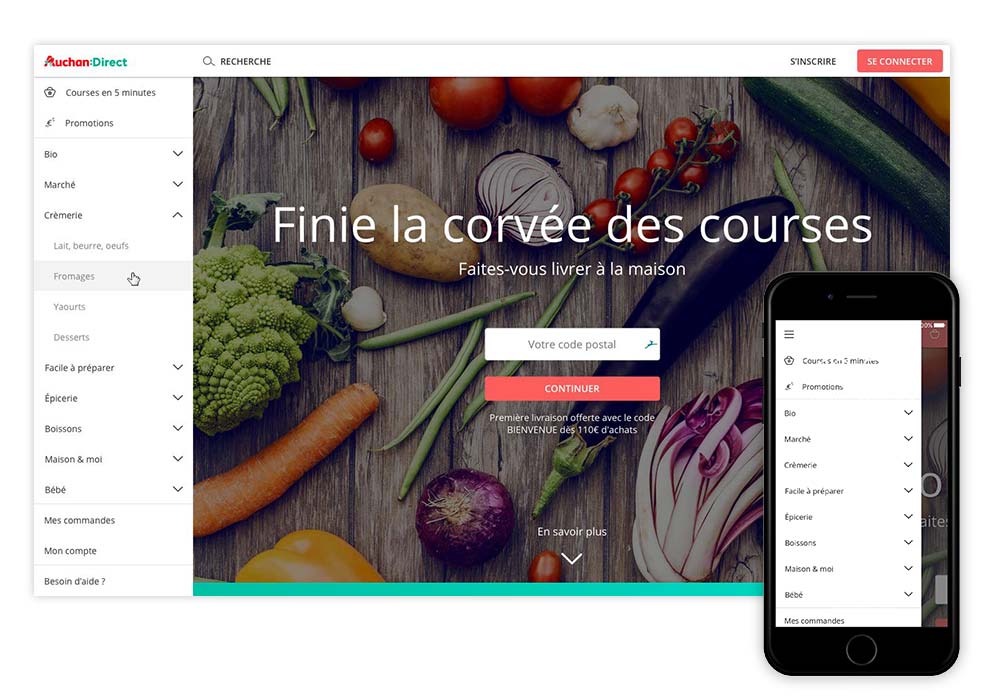 Auchan:Direct
RECHERCHE
S'INSCRIRE
SE CONNECTER
Courses en 5 minutes
Promotions
Bio
Marché
Crèmerie
Lait, beurre, oeufs
Fromages
Yaourts
Desserts
Facile à préparer
Épicerie
Boissons
Maison & moi
Bébé
Mes commandes
Mon compte
Besoin d'aide ?
Finie la corvée des courses
Faites-vous livrer à la maison
Votre code postal
CONTINUER
Première livraison offerte avec le code
BIENVENUE dès 110€ d'achats
En savoir plus
00%
Courses en 5 minutes
Promotions
Bio
Marché
Crèmerie
Facile à préparer
Épicerie
Boissons
Maison & moi
Bébé
Mes commandes
o
aites